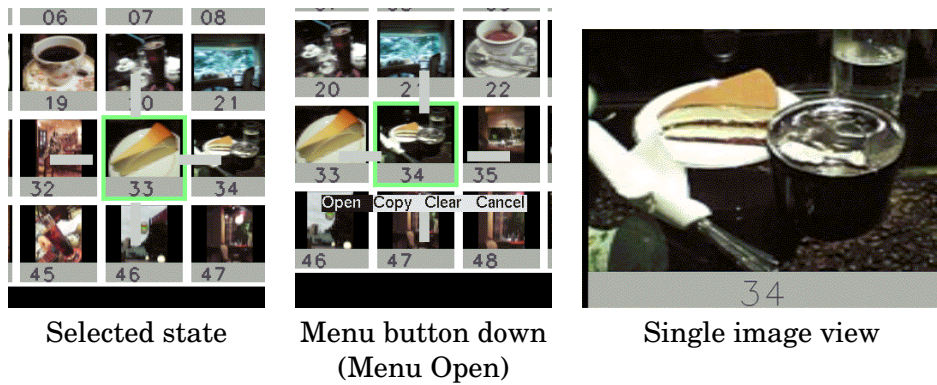 06 07 08
19 20 21
32 33 34
45 46 47
20 21 22
33 34 35
Open Copy Clear Cancel
46 47 48
34
Selected state
Menu button down
(Menu Open)
Single image view